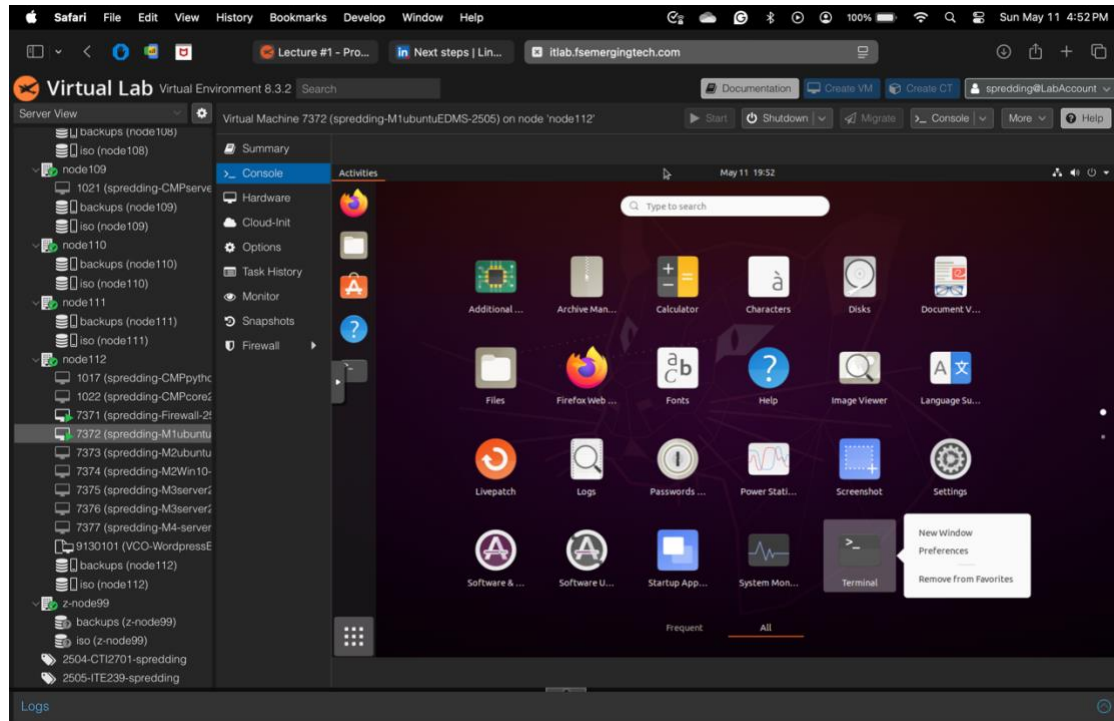 Safari File Edit View History Bookmarks Develop Window Help 100% Sun May 11 4:52 PM
Lecture #1 - Pro... Next steps | Lin... itlab.fsemergingtech.com
Virtual Lab Virtual Environment 8.3.2 Search Documentation Create VM Create CT spredding@LabAccount
Server View
Virtual Machine 7372 (spredding-M1ubuntuEDMS-2505) on node 'node112' Start Shutdown Migrate Console More Help
backups (node108)
iso (node108)
node109
1021 (spredding-CMPserve
backups (node109)
iso (node109)
node110
backups (node110)
iso (node110)
node111
backups (node111)
iso (node111)
node112
1017 (spredding-CMPpythc
1022 (spredding-CMPcore2
7371 (spredding-Firewall-25
7372 (spredding-M1ubuntu
7373 (spredding-M2ubuntu
7374 (spredding-M2Win10-
7375 (spredding-M3server2
7376 (spredding-M3server2
7377 (spredding-M4-server
9130101 (VCO-WordpressE
backups (node112)
iso (node112)
z-node99
backups (z-node99)
iso (z-node99)
2504-CTI2701-spredding
2505-ITE239-spredding
Summary
Console
Hardware
Cloud-Init
Options
Task History
Monitor
Snapshots
Firewall
Activities May 11 19:52
Type to search
Additional ... Archive Man... Calculator Characters Disks Document V...
Files Firefox Web ... Fonts Help Image Viewer Language Su...
Livepatch Logs Passwords ... Power Stati... Screenshot Settings
Software & ... Software U... Startup App... System Mon... Terminal
New Window
Preferences
Remove from Favorites
Frequent All
Logs